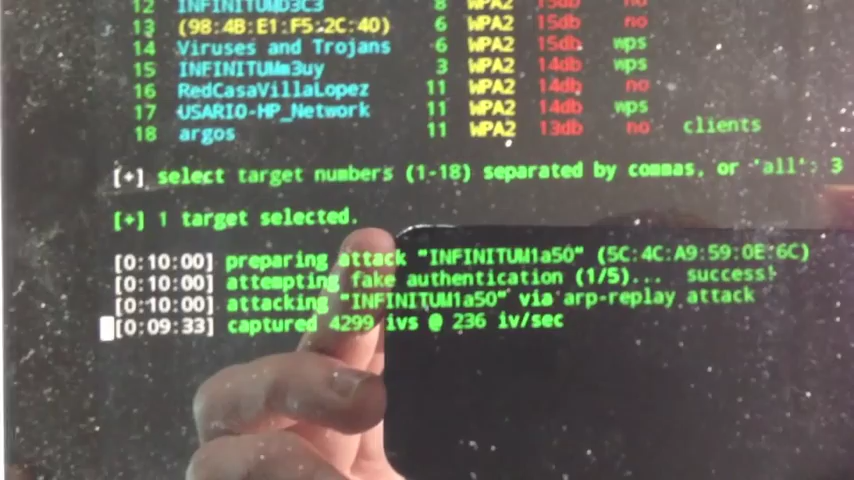 12 INFINITUMD3C3 8 WPA2 15db no
13 (98:4B:E1:F5:2C:40) 6 WPA2 15db no
14 Viruses and Trojans 6 WPA2 15db wps
15 INFINITUMm3uy 3 WPA2 14db wps
16 RedCasaVillaLopez 11 WPA2 14db no
17 USARIO-HP_Network 11 WPA2 14db wps
18 argos 11 WPA2 13db no clients
[+] select target numbers (1-18) separated by commas, or 'all': 3
[+] 1 target selected.
[0:10:00] preparing attack "INFINITUM1a50" (5C:4C:A9:59:0E:6C)
[0:10:00] attempting fake authentication (1/5)... success!
[0:10:00] attacking "INFINITUM1a50" via arp-replay attack
[0:09:33] captured 4299 ivs @ 236 iv/sec